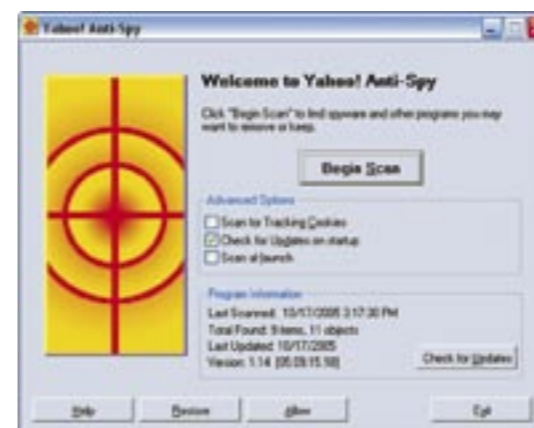 Yahoo! Anti-Spy
Welcome to Yahoo! Anti-Spy
Click "Begin Scan" to find spyware and other programs you may
want to remove or keep.
Begin Scan
Advanced Options
Scan for Tracking Cookies
Check for Updates on startup
Scan at launch
Program Information
Last Scanned: 10/17/2005 3:17:30 PM
Total Found: 9 items, 11 objects
Last Updated: 10/17/2005
Version: 1.14
Check for Updates
Help
Restore
Allow
Exit